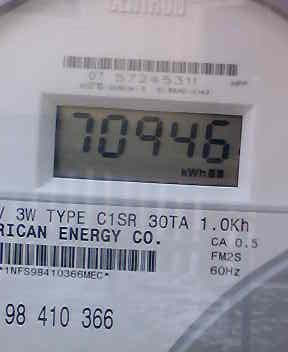 CENTRON
07 57245311
70946
kWh
V 3W TYPE C1SR 30TA 1.0Kh
RICAN ENERGY CO.
CA 0.5
FM2S
60Hz
*1NFS98410366MEC*
98 410 366